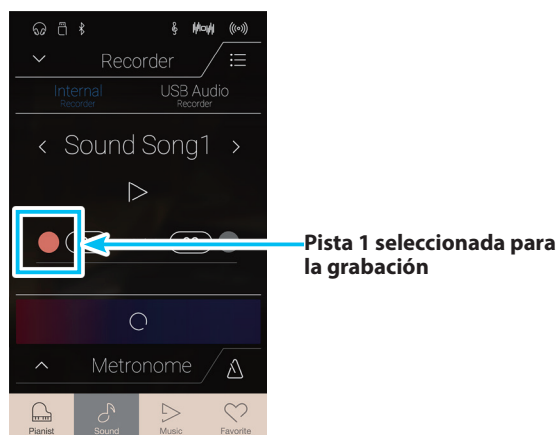 Recorder
Internal
Recorder
USB Audio
Recorder
Sound Song1
Pista 1 seleccionada para
la grabación
Metronome
Pianist
Sound
Music
Favorite